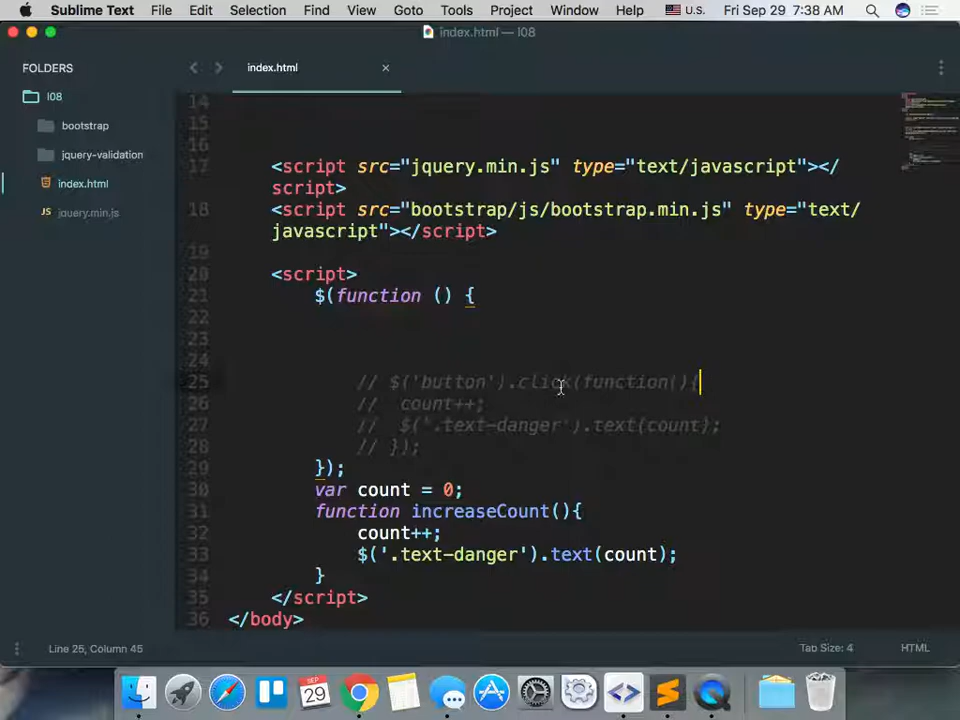 Sublime Text File Edit Selection Find View Goto Tools Project Window Help U.S. Fri Sep 29 7:38 AM
index.html — l08
FOLDERS
l08
bootstrap
jquery-validation
index.html
JS jquery.min.js
index.html ×
14
15
16
17 <script src="jquery.min.js" type="text/javascript"></
script>
18 <script src="bootstrap/js/bootstrap.min.js" type="text/
javascript"></script>
19
20 <script>
21 $(function () {
22
23
24
25 // $('button').click(function(){
26 // count++;
27 // $('.text-danger').text(count);
28 // });
29 });
30 var count = 0;
31 function increaseCount(){
32 count++;
33 $('.text-danger').text(count);
34 }
35 </script>
36 </body>
Line 25, Column 45 Tab Size: 4 HTML
SEP
29